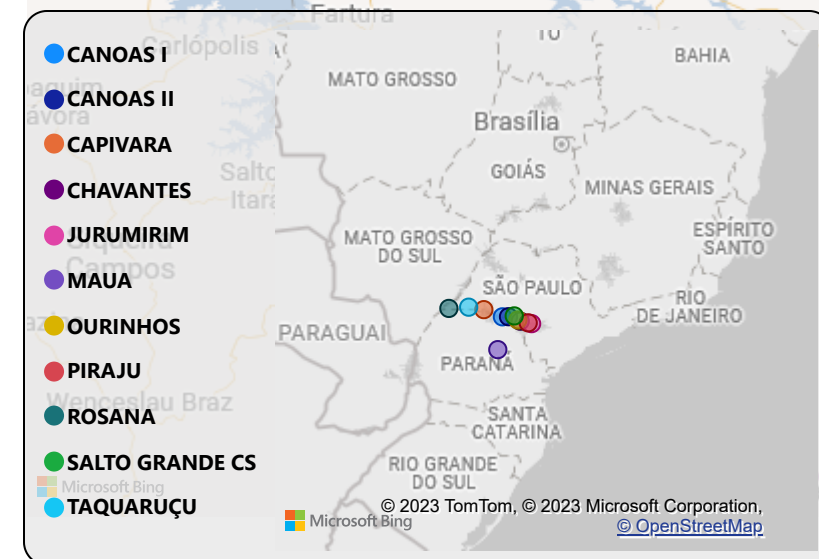 Fartura
Carlópolis
CANOAS I
CANOAS II
CAPIVARA
CHAVANTES
JURUMIRIM
MAUA
OURINHOS
PIRAJU
ROSANA
SALTO GRANDE CS
TAQUARUÇU
Salto
Campos
Wenceslau Braz
Microsoft Bing
TO
BAHIA
MATO GROSSO
Brasília
GOIÁS
MINAS GERAIS
ESPÍRITO
SANTO
MATO GROSSO
DO SUL
SÃO PAULO
RIO
DE JANEIRO
PARAGUAI
PARANÁ
SANTA
CATARINA
RIO GRANDE
DO SUL
Microsoft Bing
© 2023 TomTom, © 2023 Microsoft Corporation,
© OpenStreetMap